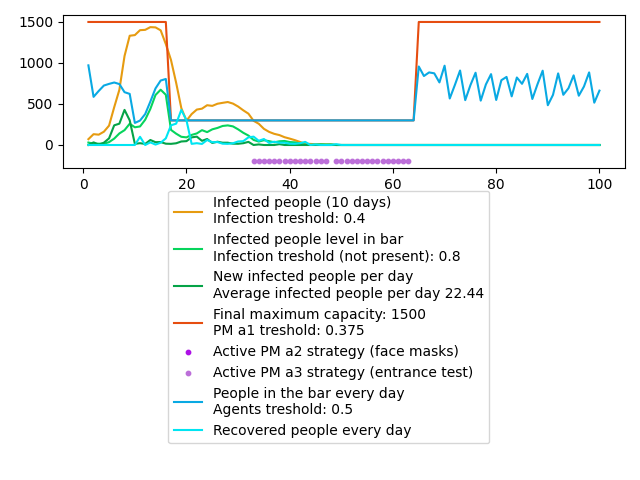 1500
1000
500
0
0 20 40 60 80 100
Infected people (10 days)
Infection treshold: 0.4
Infected people level in bar
Infection treshold (not present): 0.8
New infected people per day
Average infected people per day 22.44
Final maximum capacity: 1500
PM a1 treshold: 0.375
Active PM a2 strategy (face masks)
Active PM a3 strategy (entrance test)
People in the bar every day
Agents treshold: 0.5
Recovered people every day